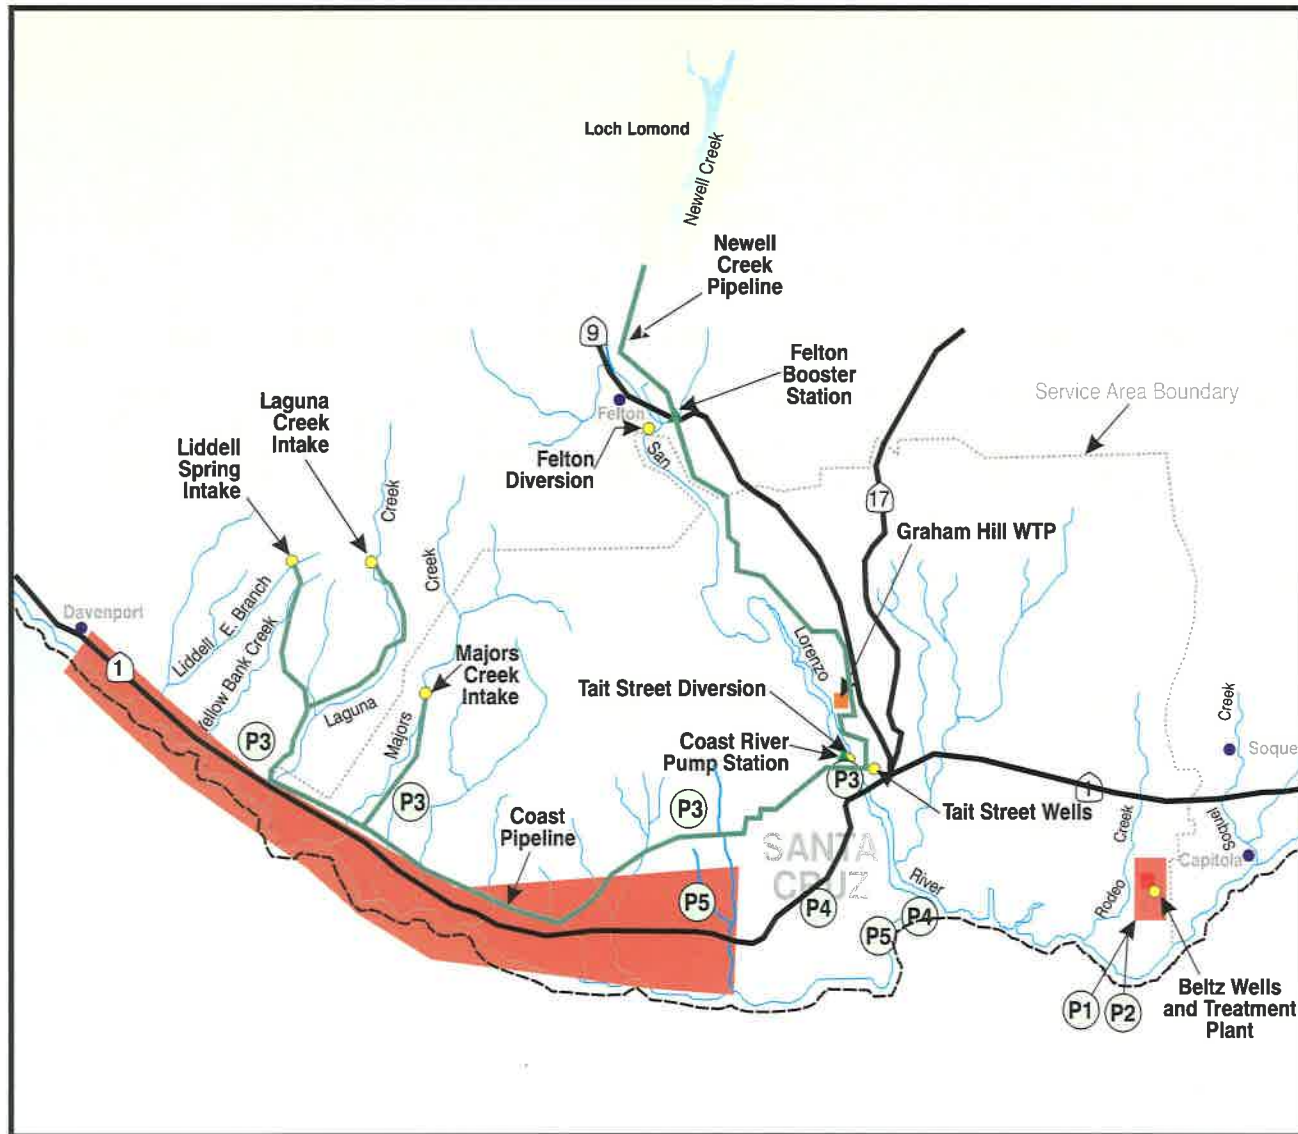 Loch Lomond
Newell Creek
Newell
Creek
Pipeline
9
Felton
Booster
Station
Felton
Service Area Boundary
Laguna
Creek
Intake
Liddell
Spring
Intake
Felton
Diversion
San
Creek
17
Graham Hill WTP
Creek
Davenport
Liddell
E. Branch
Yellow Bank Creek
1
Lorenzo
Majors
Creek
Intake
Tait Street Diversion
Laguna
Majors
Creek
P3
Coast River
Pump Station
Soque
P3
P3
P3
1
Tait Street Wells
Coast
Pipeline
Creek
Soquel
SANTA
CRUZ
Capitola
River
Rodeo
P5
P4
P4
P5
P1
P2
Beltz Wells
and Treatment
Plant